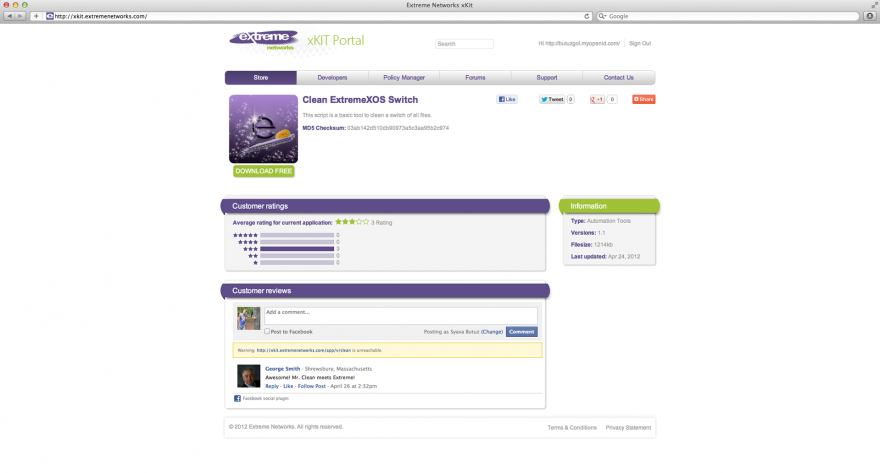 Extreme Networks xKit
http://xkit.extremenetworks.com/
Google
extreme networks
xKIT Portal
Search
Hi http://butuzgol.myopenid.com/
Sign Out
Store
Developers
Policy Manager
Forums
Support
Contact Us
Clean ExtremeXOS Switch
Like
Tweet 0
+1 0
Share
This script is a basic tool to clean a switch of all files.
MD5 Checksum: 03ab142d510db90973a5c3aa95b2c974
DOWNLOAD FREE
Customer ratings
Average rating for current application: 3 Rating
0
0
3
0
0
Information
Type: Automation Tools
Versions: 1.1
Filesize: 1214kb
Last updated: Apr 24, 2012
Customer reviews
Add a comment...
Post to Facebook
Posting as Syava Butuz (Change)
Comment
Warning: http://xkit.extremenetworks.com/app/vrclean is unreachable.
George Smith · Shrewsbury, Massachusetts
Awesome! Mr. Clean meets Extreme!
Reply · Like · Follow Post · April 26 at 2:32pm
Facebook social plugin
© 2012 Extreme Networks. All rights reserved.
Terms & Conditions
Privacy Statement